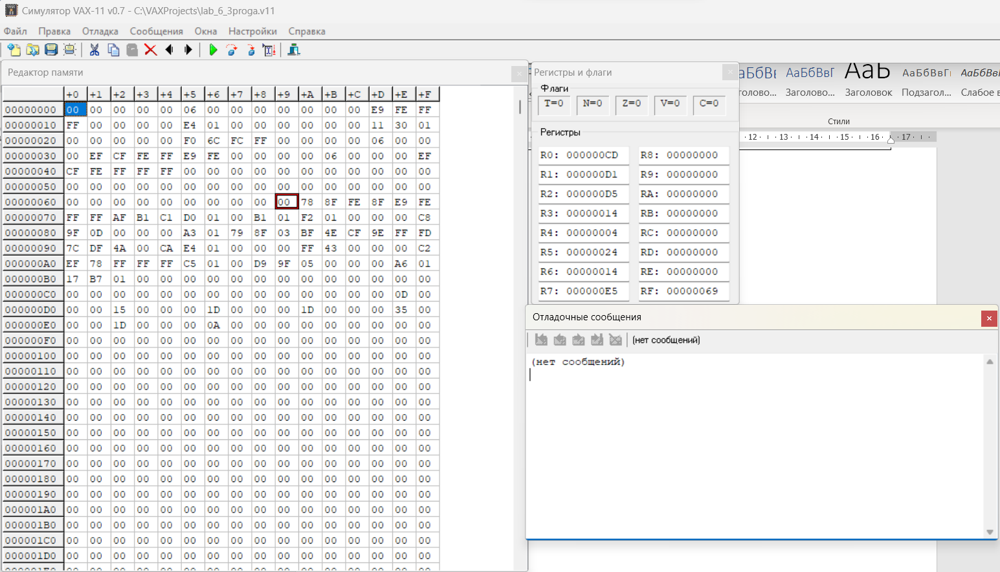 Симулятор VAX-11 v0.7 - C:\VAXProjects\lab_6_3proga.v11
Файл Правка Отладка Сообщения Окна Настройки Справка
Редактор памяти
+0 +1 +2 +3 +4 +5 +6 +7 +8 +9 +A +B +C +D +E +F
00000000 00 00 00 00 00 06 00 00 00 00 00 00 00 E9 FE FF
00000010 FF 00 00 00 00 E4 01 00 00 00 00 00 00 11 30 01
00000020 00 00 00 00 00 F0 6C FC FF 00 00 00 00 06 00 00
00000030 00 EF CF FE FF E9 FE 00 00 00 00 06 00 00 00 EF
00000040 CF FE FF FF FF 00 00 00 00 00 00 00 00 00 00 00
00000050 00 00 00 00 00 00 00 00 00 00 00 00 00 00 00 00
00000060 00 00 00 00 00 00 00 00 00 00 78 8F FE 8F E9 FE
00000070 FF FF AF B1 C1 D0 01 00 B1 01 F2 01 00 00 00 C8
00000080 9F 0D 00 00 00 A3 01 79 8F 03 BF 4E CF 9E FF FD
00000090 7C DF 4A 00 CA E4 01 00 00 00 FF 43 00 00 00 C2
000000A0 EF 78 FF FF FF C5 01 00 D9 9F 05 00 00 00 A6 01
000000B0 17 B7 01 00 00 00 00 00 00 00 00 00 00 00 00 00
000000C0 00 00 00 00 00 00 00 00 00 00 00 00 00 00 0D 00
000000D0 00 00 15 00 00 00 1D 00 00 00 1D 00 00 00 35 00
000000E0 00 00 1D 00 00 00 0A 00 00 00 00 00 00 00 00 00
000000F0 00 00 00 00 00 00 00 00 00 00 00 00 00 00 00 00
00000100 00 00 00 00 00 00 00 00 00 00 00 00 00 00 00 00
00000110 00 00 00 00 00 00 00 00 00 00 00 00 00 00 00 00
00000120 00 00 00 00 00 00 00 00 00 00 00 00 00 00 00 00
00000130 00 00 00 00 00 00 00 00 00 00 00 00 00 00 00 00
00000140 00 00 00 00 00 00 00 00 00 00 00 00 00 00 00 00
00000150 00 00 00 00 00 00 00 00 00 00 00 00 00 00 00 00
00000160 00 00 00 00 00 00 00 00 00 00 00 00 00 00 00 00
00000170 00 00 00 00 00 00 00 00 00 00 00 00 00 00 00 00
00000180 00 00 00 00 00 00 00 00 00 00 00 00 00 00 00 00
00000190 00 00 00 00 00 00 00 00 00 00 00 00 00 00 00 00
000001A0 00 00 00 00 00 00 00 00 00 00 00 00 00 00 00 00
000001B0 00 00 00 00 00 00 00 00 00 00 00 00 00 00 00 00
000001C0 00 00 00 00 00 00 00 00 00 00 00 00 00 00 00 00
000001D0 00 00 00 00 00 00 00 00 00 00 00 00 00 00 00 00
Регистры и флаги
Флаги
T=0 N=0 Z=0 V=0 C=0
Регистры
R0: 000000CD R8: 00000000
R1: 000000D1 R9: 00000000
R2: 000000D5 RA: 00000000
R3: 00000014 RB: 00000000
R4: 00000004 RC: 00000000
R5: 00000024 RD: 00000000
R6: 00000014 RE: 00000000
R7: 000000E5 RF: 00000069
АаБбВг АаБбВвГ АаБ АаБбВвГг АаБбВвГ
Заголово... Заголово... Заголовок Подзагол... Слабое в
Стили
12 13 14 15 16 17
Отладочные сообщения
(нет сообщений)
(нет сообщений)